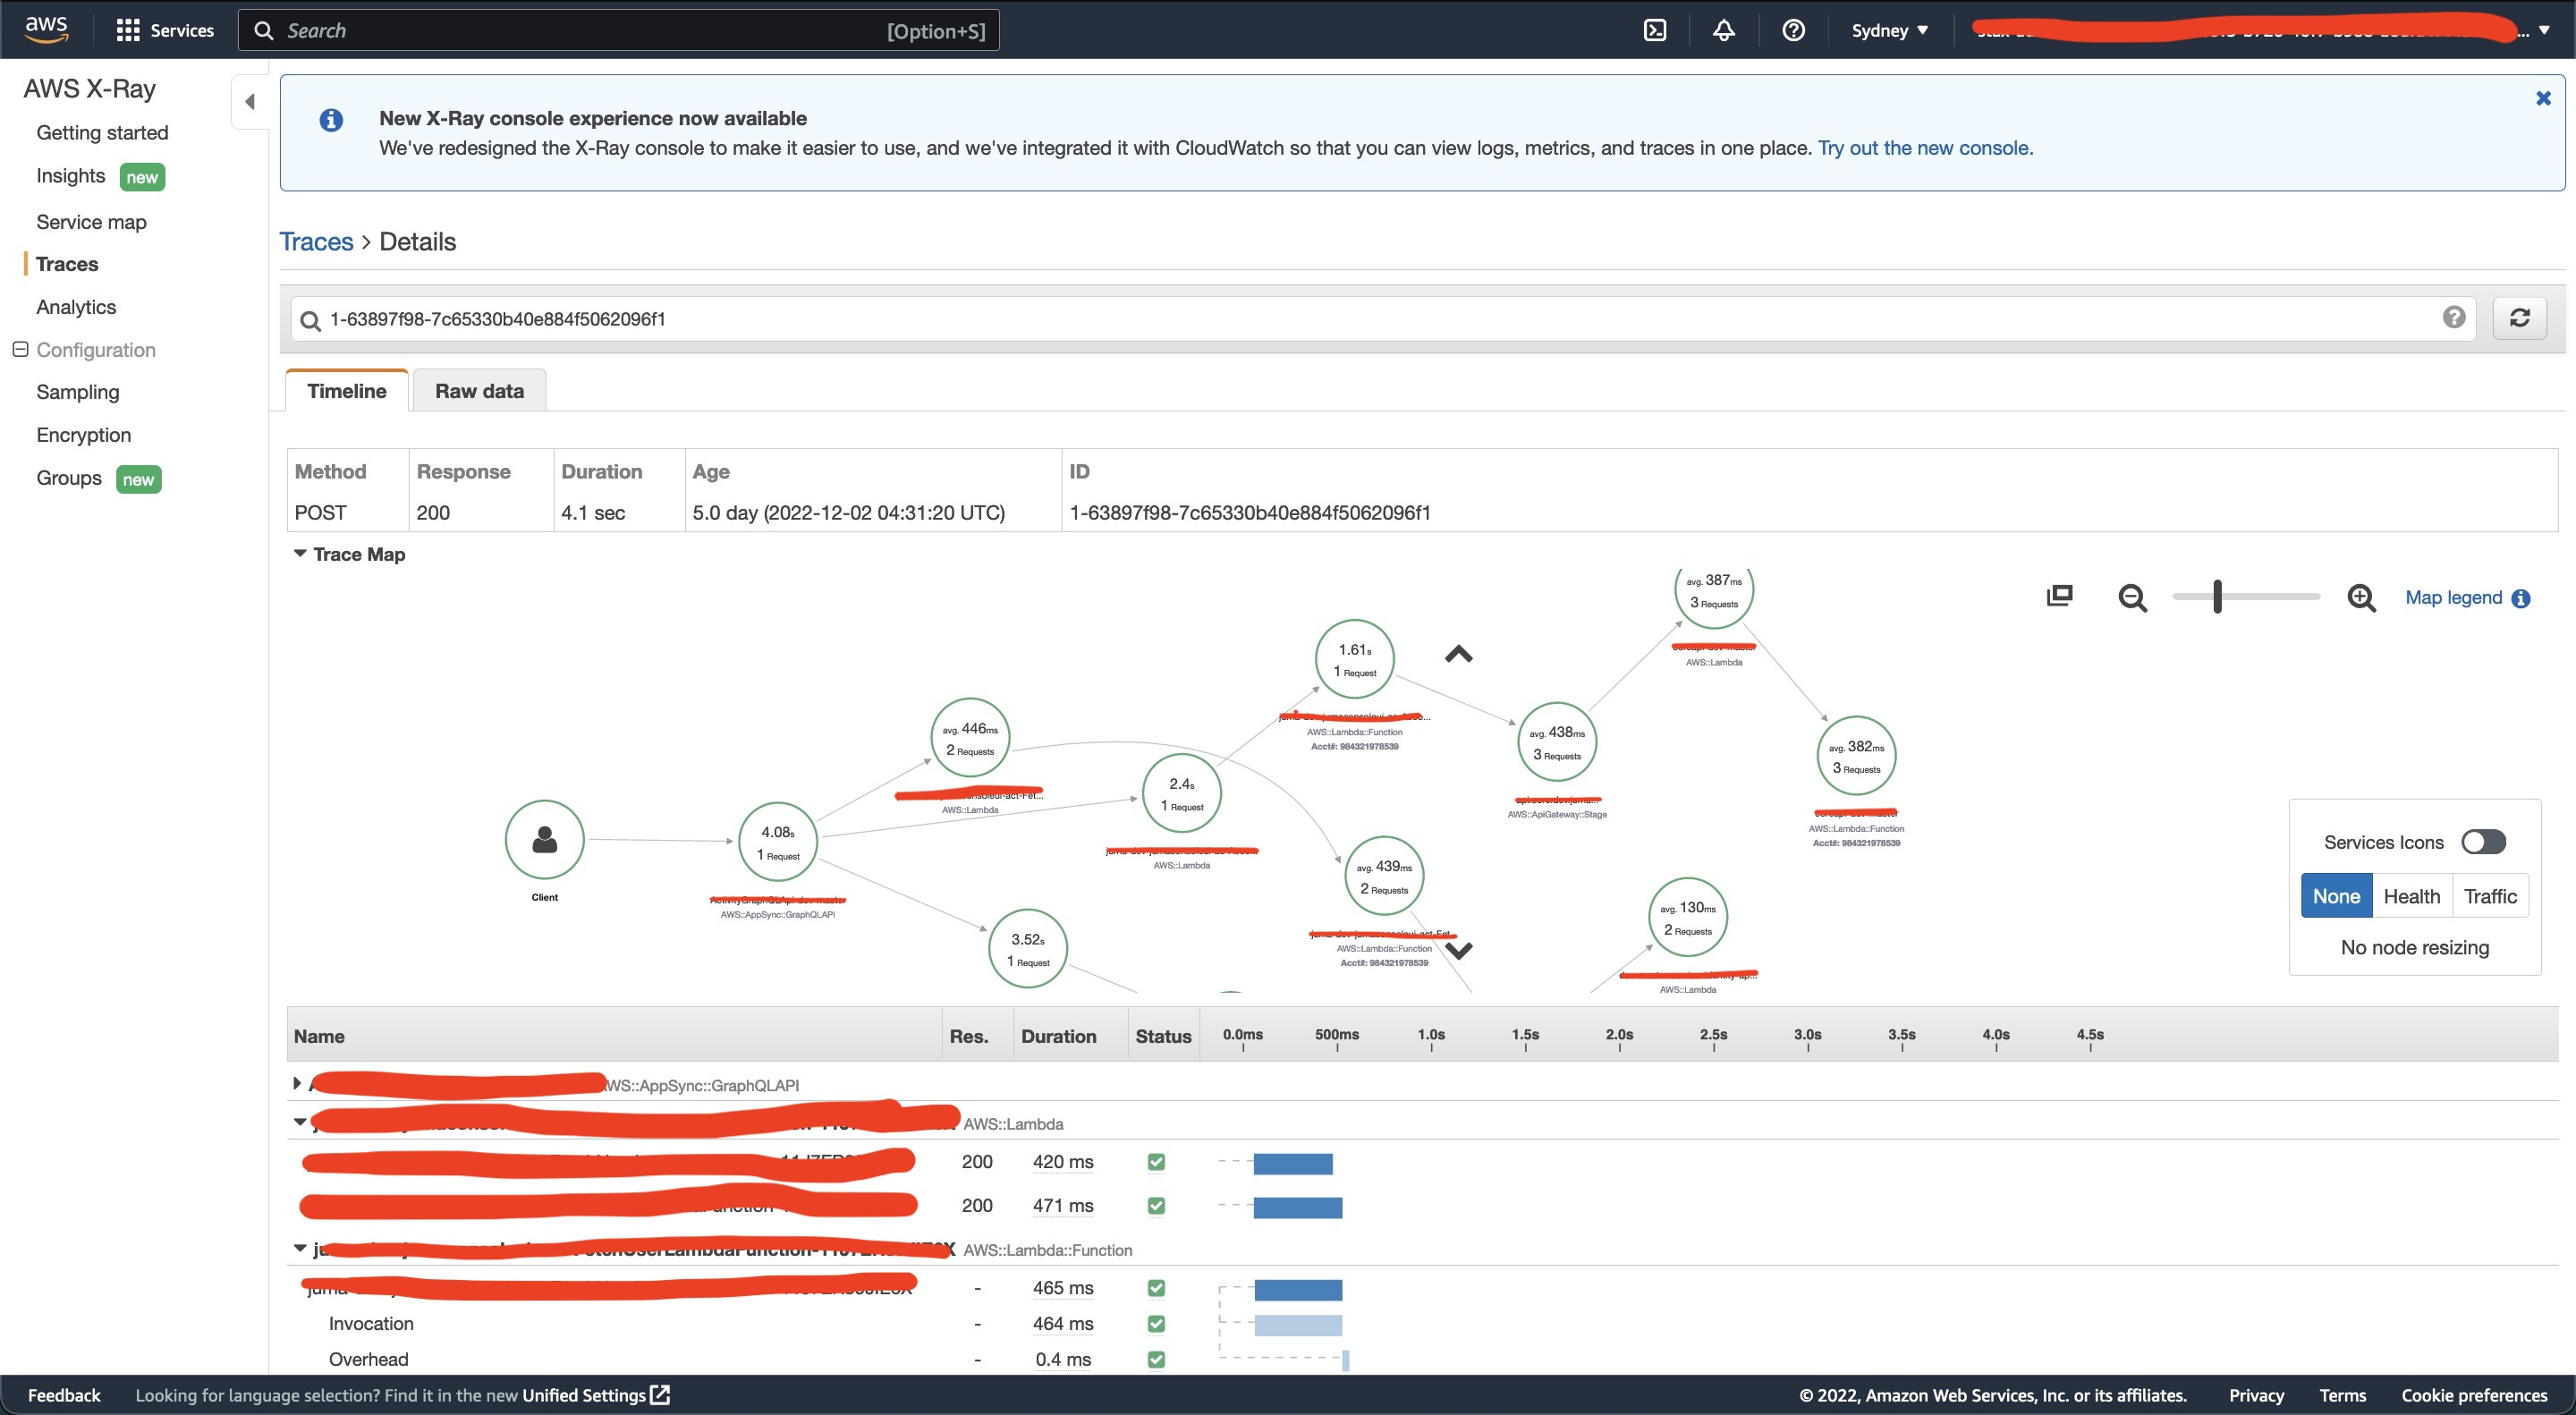 aws Services Search [Option+S] Sydney
AWS X-Ray
Getting started
Insights new
Service map
Traces
Analytics
Configuration
Sampling
Encryption
Groups new
New X-Ray console experience now available
We've redesigned the X-Ray console to make it easier to use, and we've integrated it with CloudWatch so that you can view logs, metrics, and traces in one place. Try out the new console.
Traces > Details
1-63897f98-7c65330b40e884f5062096f1
Timeline Raw data
Method Response Duration Age ID
POST 200 4.1 sec 5.0 day (2022-12-02 04:31:20 UTC) 1-63897f98-7c65330b40e884f5062096f1
Trace Map
Map legend
avg. 387ms
3 Requests
AWS::Lambda
1.61s
1 Request
AWS::Lambda::Function
Acct#: 984321978539
avg. 446ms
2 Requests
AWS::Lambda
avg. 438ms
3 Requests
AWS::ApiGateway::Stage
avg. 382ms
3 Requests
AWS::Lambda::Function
Acct#: 984321978539
2.4s
1 Request
AWS::Lambda
Client
4.08s
1 Request
AWS::AppSync::GraphQLAPI
avg. 439ms
2 Requests
AWS::Lambda::Function
Acct#: 984321978539
3.52s
1 Request
avg. 130ms
2 Requests
AWS::Lambda
Services Icons
None Health Traffic
No node resizing
Name Res. Duration Status 0.0ms 500ms 1.0s 1.5s 2.0s 2.5s 3.0s 3.5s 4.0s 4.5s
AWS::AppSync::GraphQLAPI
AWS::Lambda
200 420 ms
200 471 ms
AWS::Lambda::Function
- 465 ms
Invocation - 464 ms
Overhead - 0.4 ms
Feedback Looking for language selection? Find it in the new Unified Settings © 2022, Amazon Web Services, Inc. or its affiliates. Privacy Terms Cookie preferences